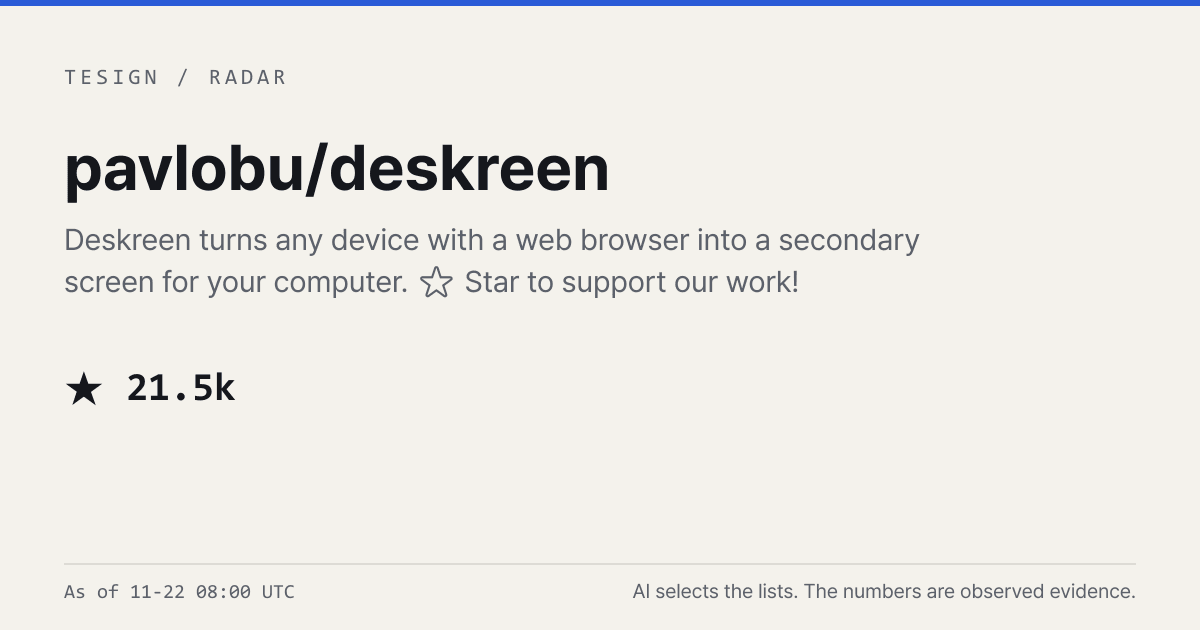 TESIGN / RADAR
pavlobu/deskreen
Deskreen turns any device with a web browser into a secondary
screen for your computer. ☆ Star to support our work!
★ 21.5k
As of 11-22 08:00 UTC
AI selects the lists. The numbers are observed evidence.